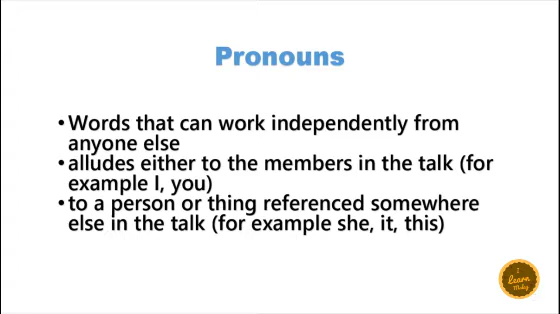 Pronouns
•Words that can work independently from
anyone else
•alludes either to the members in the talk (for
example I, you)
•to a person or thing referenced somewhere
else in the talk (for example she, it, this)
I
learn